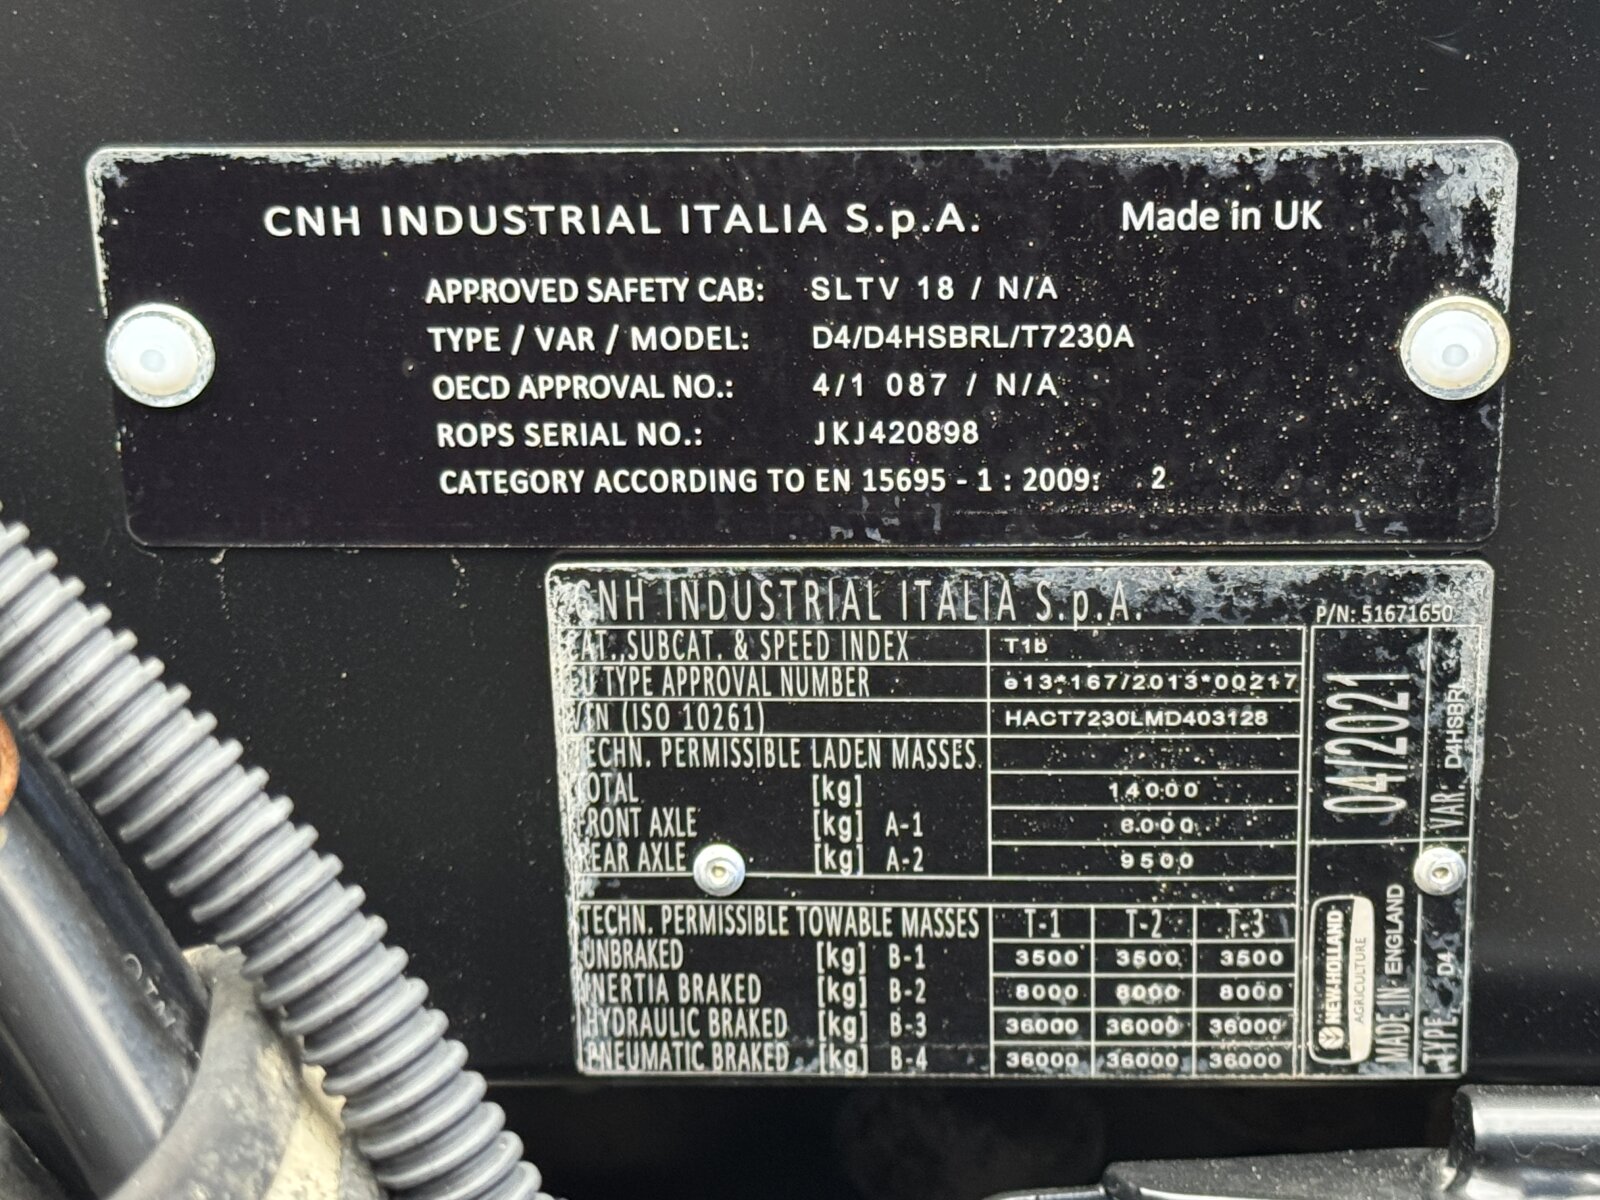 CNH INDUSTRIAL ITALIA S.p.A. Made in UK
APPROVED SAFETY CAB: SLTV 18 / N/A
TYPE / VAR / MODEL: D4/D4HSBRL/T7230A
OECD APPROVAL NO.: 4/1 087 / N/A
ROPS SERIAL NO.: JKJ420898
CATEGORY ACCORDING TO EN 15695 - 1 : 2009: 2
CNH INDUSTRIAL ITALIA S.p.A. P/N: 51671650
CAT., SUBCAT. & SPEED INDEX T1b
EU TYPE APPROVAL NUMBER e13*167/2013*00217
VIN (ISO 10261) HACT7230LMD403128
TECHN. PERMISSIBLE LADEN MASSES
TOTAL [kg] 14000
FRONT AXLE [kg] A-1 6000
REAR AXLE [kg] A-2 9500
TECHN. PERMISSIBLE TOWABLE MASSES T-1 T-2 T-3
UNBRAKED [kg] B-1 3500 3500 3500
INERTIA BRAKED [kg] B-2 8000 8000 8000
HYDRAULIC BRAKED [kg] B-3 36000 36000 36000
PNEUMATIC BRAKED [kg] B-4 36000 36000 36000
04/2021
VAR. D4HSBRL
NEW HOLLAND
AGRICULTURE
MADE IN ENGLAND
TYPE D4